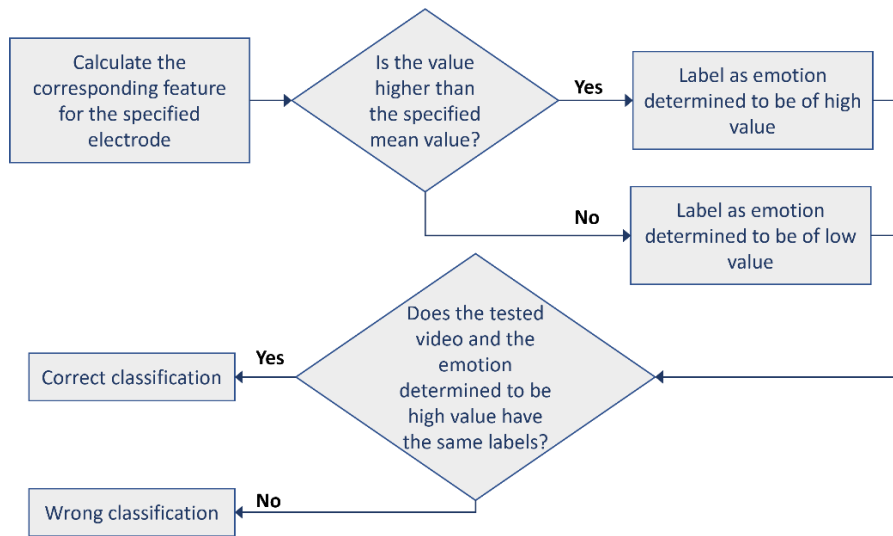 Calculate the
corresponding feature
for the specified
electrode
Is the value
higher than
the specified
mean value?
Yes
Label as emotion
determined to be of high
value
No
Label as emotion
determined to be of low
value
Does the tested
video and the
emotion
determined to be
high value have
the same labels?
Yes
Correct classification
No
Wrong classification